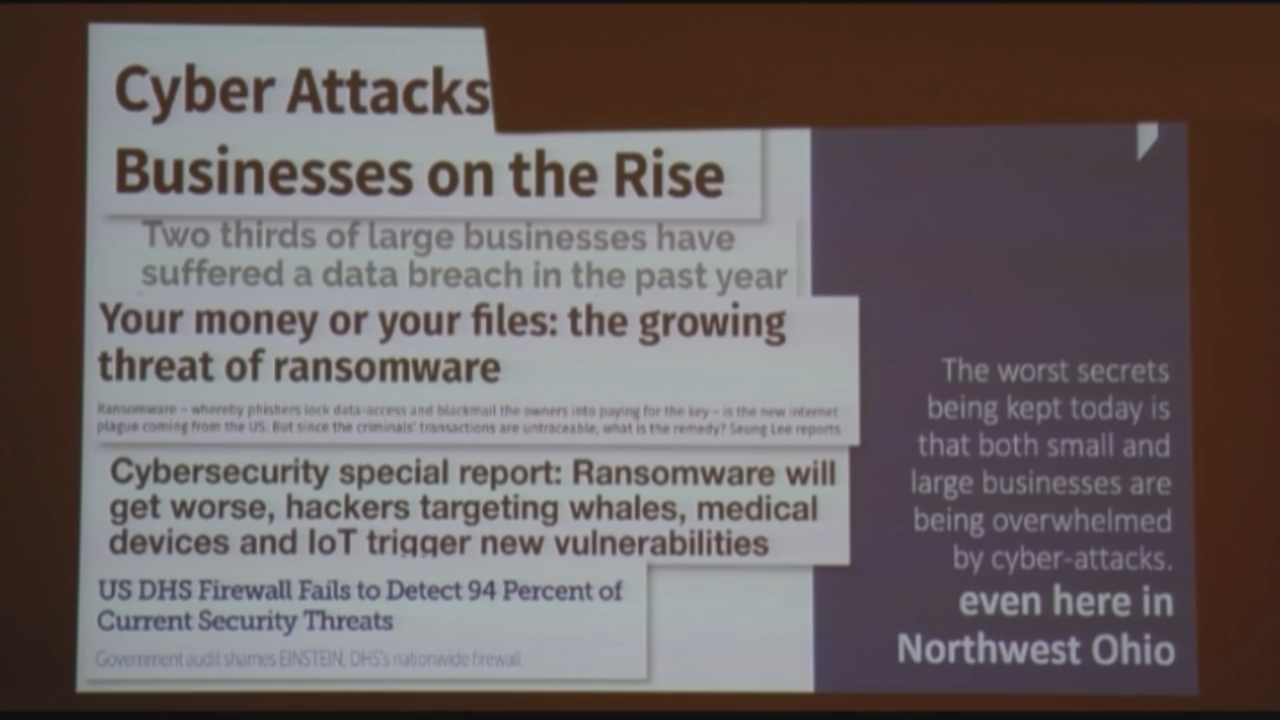 Cyber Attacks
Businesses on the Rise
Two thirds of large businesses have
suffered a data breach in the past year
Your money or your files: the growing
threat of ransomware
Ransomware – whereby phishers lock data-access and blackmail the owners into paying for the key – is the new internet
plague coming from the US. But since the criminals' transactions are untraceable, what is the remedy? Seung Lee reports
Cybersecurity special report: Ransomware will
get worse, hackers targeting whales, medical
devices and IoT trigger new vulnerabilities
US DHS Firewall Fails to Detect 94 Percent of
Current Security Threats
Government audit shames EINSTEIN, DHS's nationwide firewall
The worst secrets
being kept today is
that both small and
large businesses are
being overwhelmed
by cyber-attacks.
even here in
Northwest Ohio